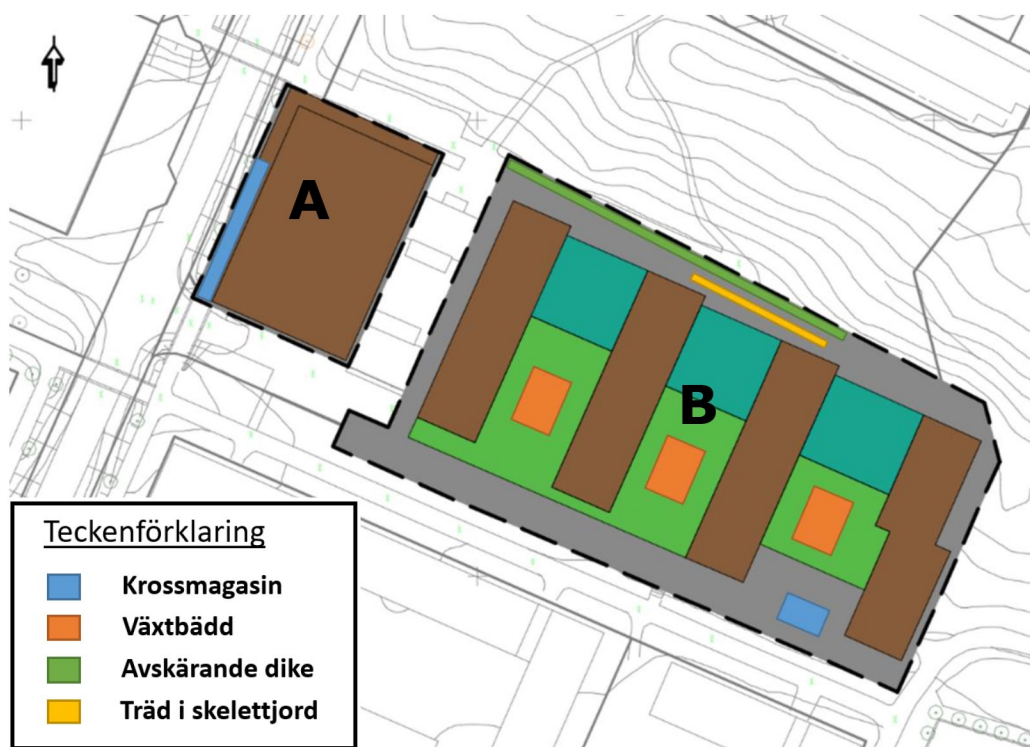 A
B
Teckenförklaring
Krossmagasin
Växtbädd
Avskärande dike
Träd i skelettjord